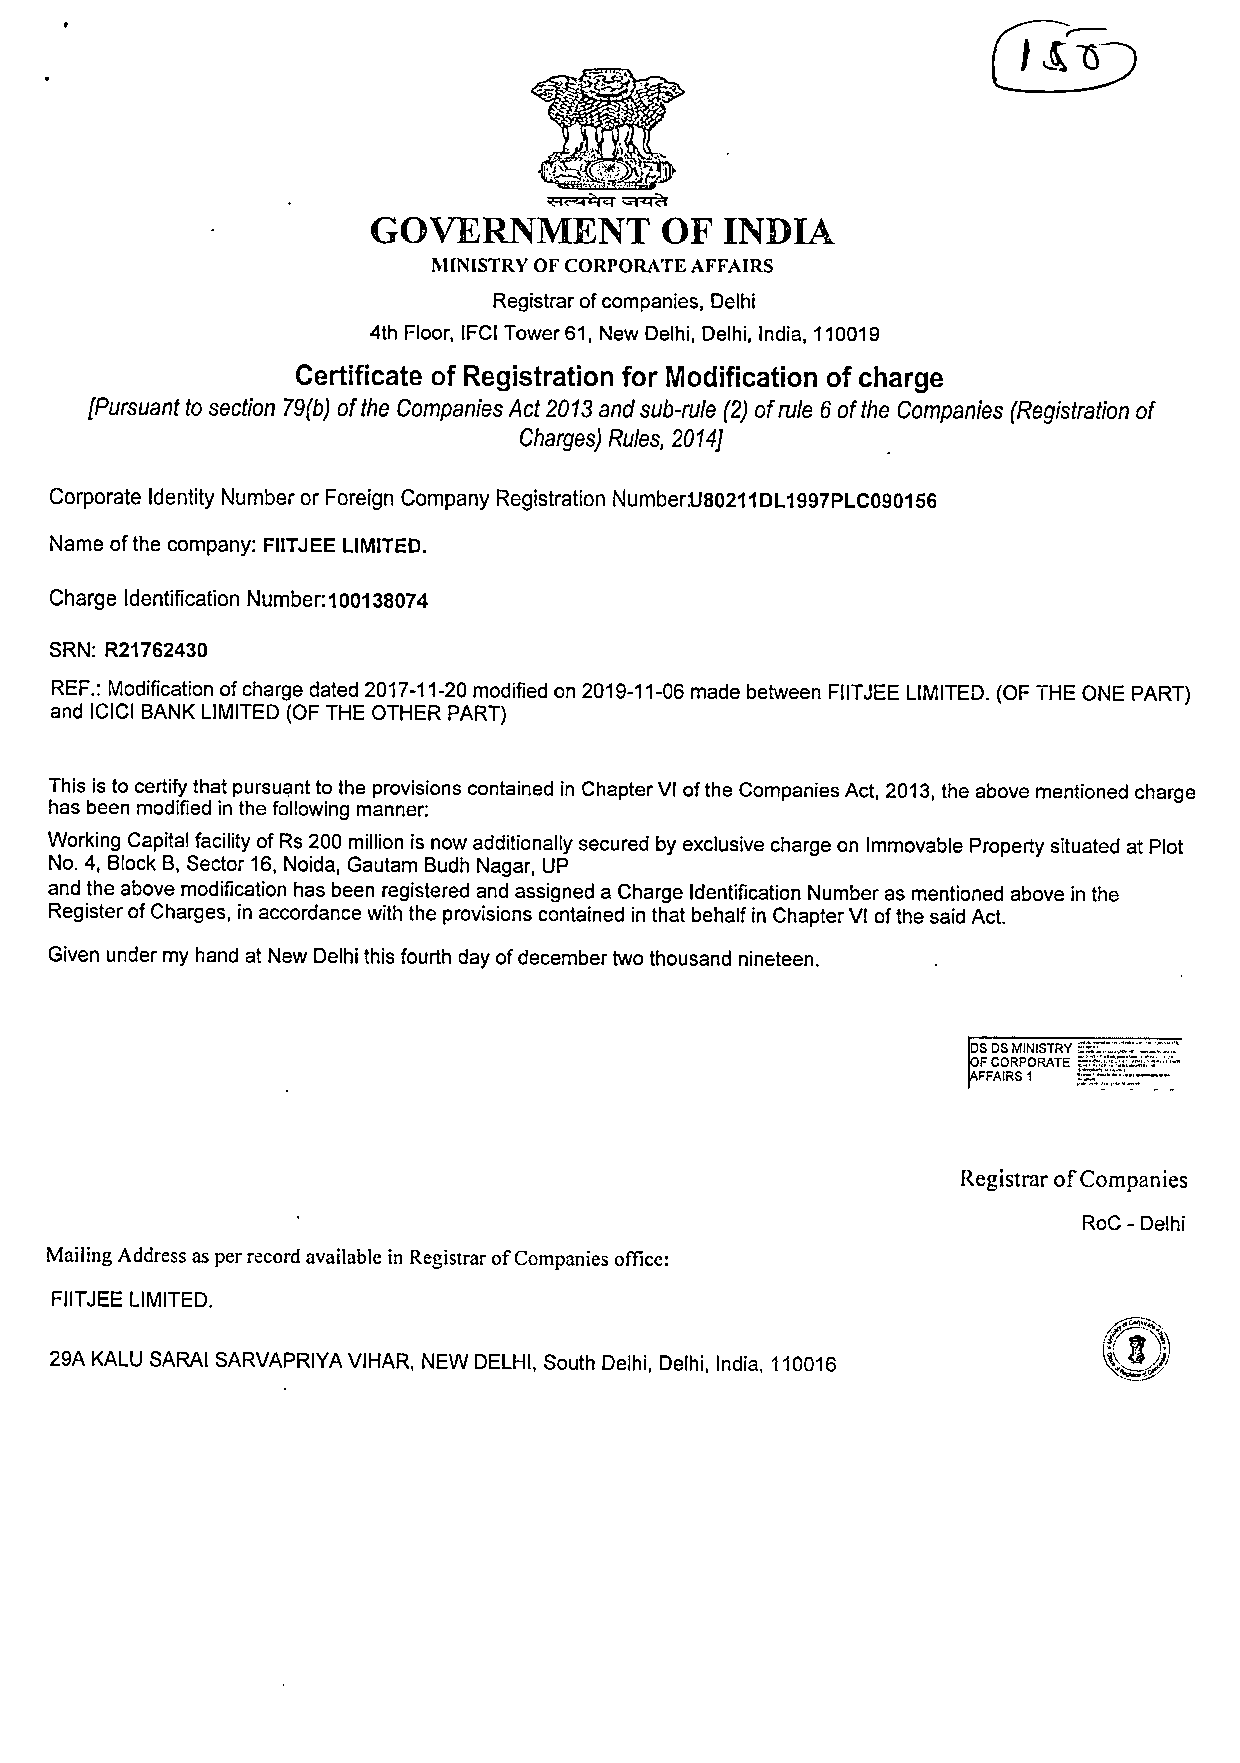 150
सत्यमेव जयते
GOVERNMENT OF INDIA
MINISTRY OF CORPORATE AFFAIRS
Registrar of companies, Delhi
4th Floor, IFCI Tower 61, New Delhi, Delhi, India, 110019
Certificate of Registration for Modification of charge
[Pursuant to section 79(b) of the Companies Act 2013 and sub-rule (2) of rule 6 of the Companies (Registration of
Charges) Rules, 2014]
Corporate Identity Number or Foreign Company Registration Number:U80211DL1997PLC090156
Name of the company: FIITJEE LIMITED.
Charge Identification Number:100138074
SRN: R21762430
REF.: Modification of charge dated 2017-11-20 modified on 2019-11-06 made between FIITJEE LIMITED. (OF THE ONE PART)
and ICICI BANK LIMITED (OF THE OTHER PART)
This is to certify that pursuant to the provisions contained in Chapter VI of the Companies Act, 2013, the above mentioned charge
has been modified in the following manner:
Working Capital facility of Rs 200 million is now additionally secured by exclusive charge on Immovable Property situated at Plot
No. 4, Block B, Sector 16, Noida, Gautam Budh Nagar, UP
and the above modification has been registered and assigned a Charge Identification Number as mentioned above in the
Register of Charges, in accordance with the provisions contained in that behalf in Chapter VI of the said Act.
Given under my hand at New Delhi this fourth day of december two thousand nineteen.
DS DS MINISTRY
OF CORPORATE
AFFAIRS 1
Registrar of Companies
RoC - Delhi
Mailing Address as per record available in Registrar of Companies office:
FIITJEE LIMITED.
29A KALU SARAI SARVAPRIYA VIHAR, NEW DELHI, South Delhi, Delhi, India, 110016